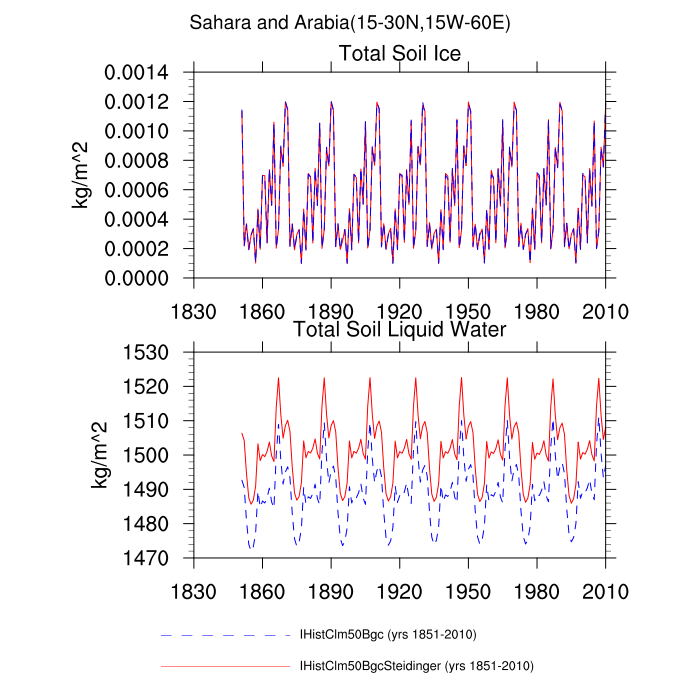 Sahara and Arabia(15-30N,15W-60E)
Total Soil Ice
0.0014
0.0012
0.0010
0.0008
0.0006
0.0004
0.0002
0.0000
kg/m^2
1830 1860 1890 1920 1950 1980 2010
Total Soil Liquid Water
1530
1520
1510
1500
1490
1480
1470
kg/m^2
1830 1860 1890 1920 1950 1980 2010
IHistClm50Bgc (yrs 1851-2010)
IHistClm50BgcSteidinger (yrs 1851-2010)